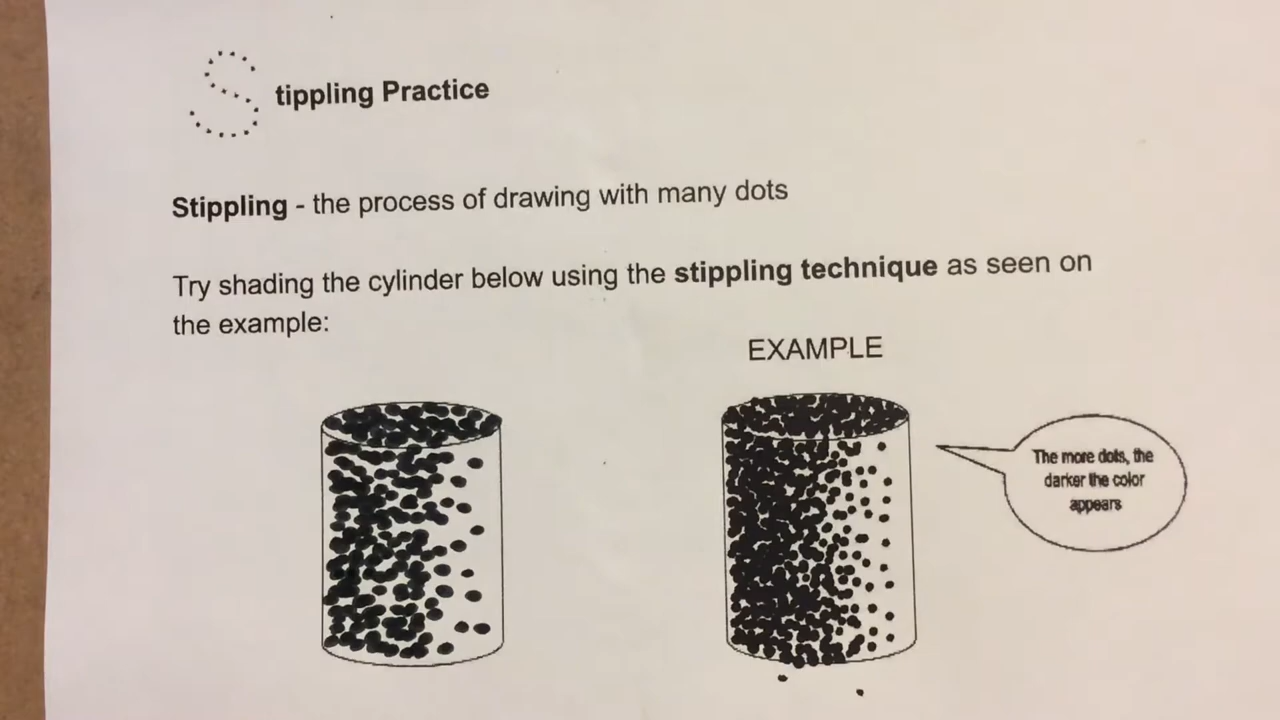 Stippling Practice
Stippling - the process of drawing with many dots
Try shading the cylinder below using the stippling technique as seen on
the example:
EXAMPLE
The more dots, the
darker the color
appears